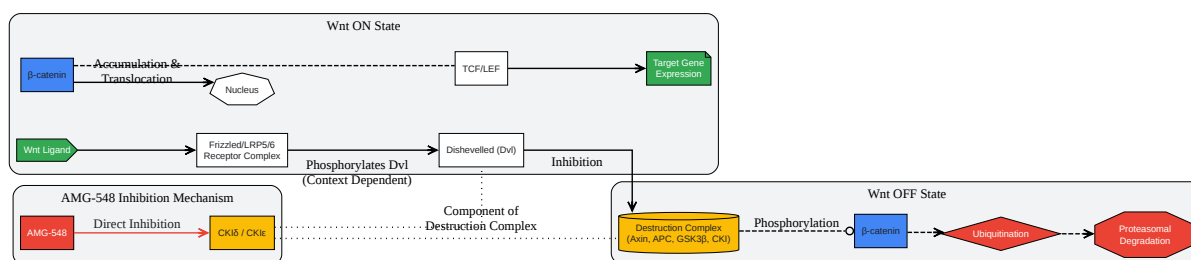 Wnt ON State
β-catenin
Accumulation &
Translocation
Nucleus
TCF/LEF
Target Gene
Expression
Wnt Ligand
Frizzled/LRP5/6
Receptor Complex
Phosphorylates Dvl
(Context Dependent)
Dishevelled (Dvl)
Inhibition
AMG-548 Inhibition Mechanism
AMG-548
Direct Inhibition
CKIδ / CKIε
Component of
Destruction Complex
Wnt OFF State
Destruction Complex
(Axin, APC, GSK3β, CKI)
Phosphorylation
β-catenin
Ubiquitination
Proteasomal
Degradation